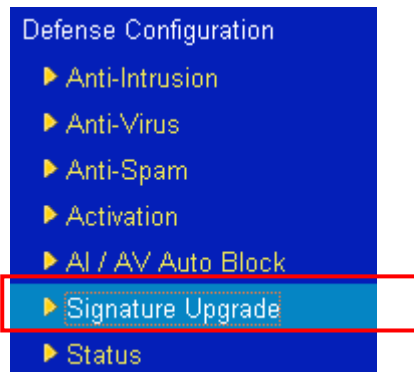 Defense Configuration
Anti-Intrusion
Anti-Virus
Anti-Spam
Activation
AI / AV Auto Block
Signature Upgrade
Status